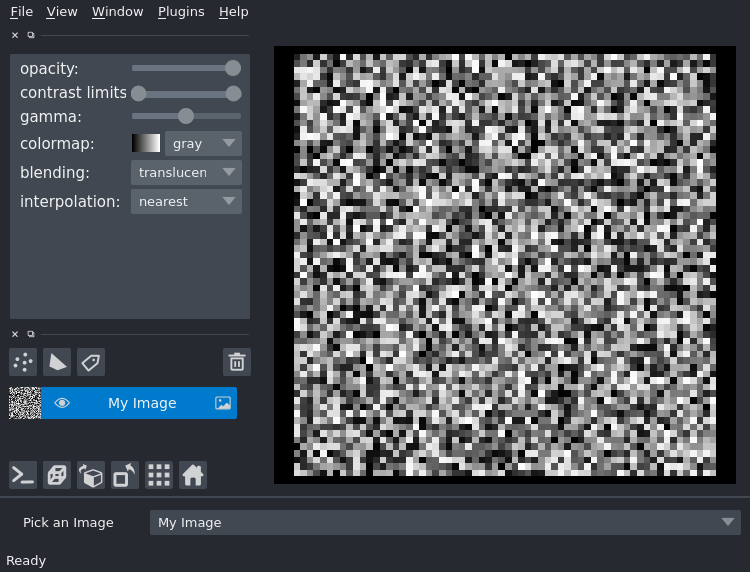 File View Window Plugins Help
opacity:
contrast limits
gamma:
colormap: gray
blending: translucen
interpolation: nearest
My Image
Pick an Image My Image
Ready